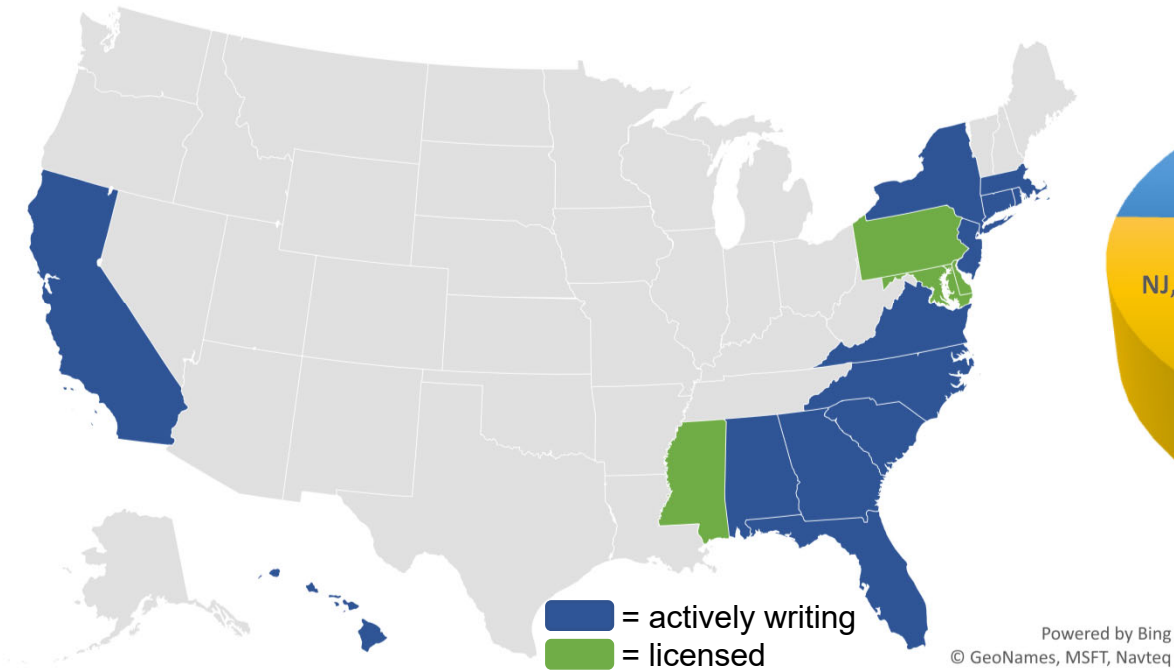 NJ,
= actively writing
= licensed
Powered by Bing
© GeoNames, MSFT, Navteq